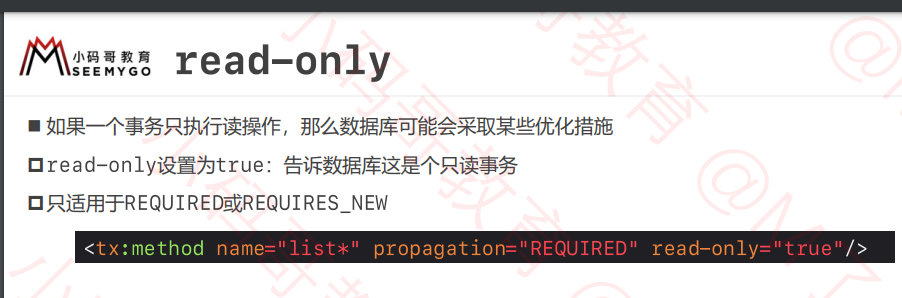 小码哥教育
SEEMYGO
read-only
如果一个事务只执行读操作，那么数据库可能会采取某些优化措施
read-only设置为true：告诉数据库这是个只读事务
只适用于REQUIRED或REQUIRES_NEW
<tx:method name="list*" propagation="REQUIRED" read-only="true"/>